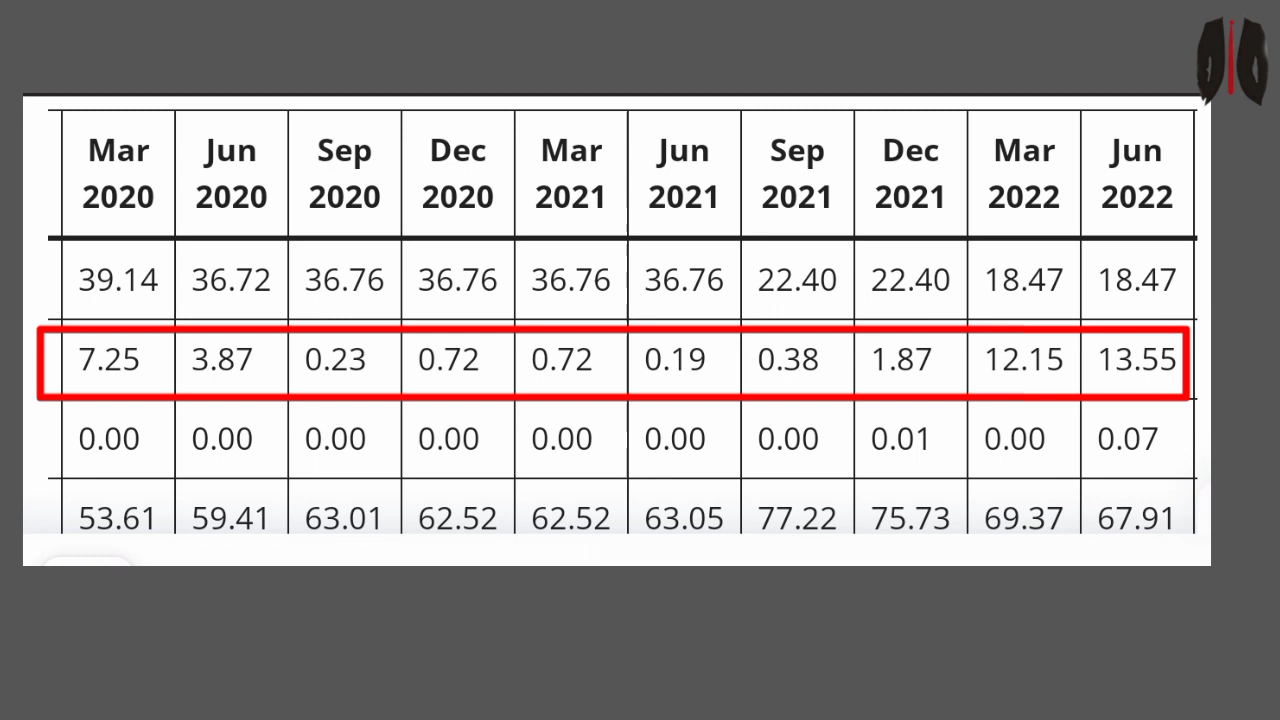 Mar 2020 Jun 2020 Sep 2020 Dec 2020 Mar 2021 Jun 2021 Sep 2021 Dec 2021 Mar 2022 Jun 2022
39.14 36.72 36.76 36.76 36.76 36.76 22.40 22.40 18.47 18.47
7.25 3.87 0.23 0.72 0.72 0.19 0.38 1.87 12.15 13.55
0.00 0.00 0.00 0.00 0.00 0.00 0.00 0.01 0.00 0.07
53.61 59.41 63.01 62.52 62.52 63.05 77.22 75.73 69.37 67.91